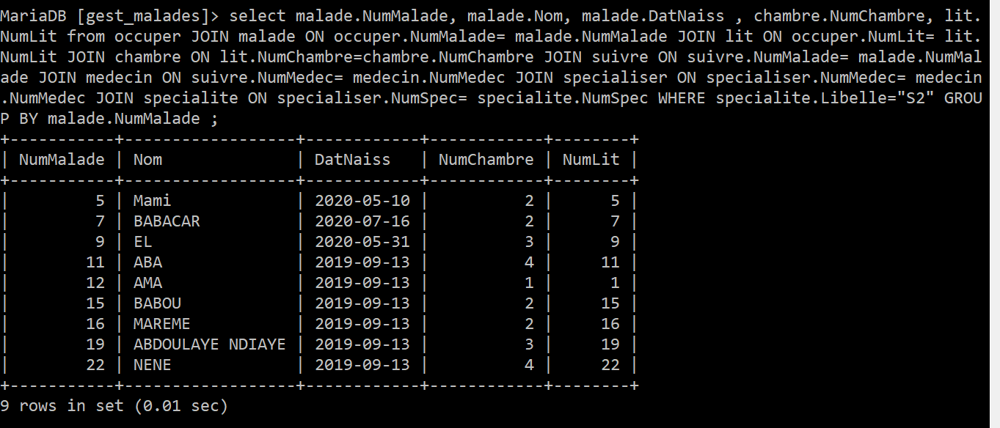 MariaDB [gest_malades]> select malade.NumMalade, malade.Nom, malade.DatNaiss , chambre.NumChambre, lit.
NumLit from occuper JOIN malade ON occuper.NumMalade= malade.NumMalade JOIN lit ON occuper.NumLit= lit.
NumLit JOIN chambre ON lit.NumChambre=chambre.NumChambre JOIN suivre ON suivre.NumMalade= malade.NumMal
ade JOIN medecin ON suivre.NumMedec= medecin.NumMedec JOIN specialiser ON specialiser.NumMedec= medecin
.NumMedec JOIN specialite ON specialiser.NumSpec= specialite.NumSpec WHERE specialite.Libelle="S2" GROU
P BY malade.NumMalade ;
+-----------+------------------+------------+------------+--------+
| NumMalade | Nom              | DatNaiss   | NumChambre | NumLit |
+-----------+------------------+------------+------------+--------+
|         5 | Mami             | 2020-05-10 |          2 |      5 |
|         7 | BABACAR          | 2020-07-16 |          2 |      7 |
|         9 | EL               | 2020-05-31 |          3 |      9 |
|        11 | ABA              | 2019-09-13 |          4 |     11 |
|        12 | AMA              | 2019-09-13 |          1 |      1 |
|        15 | BABOU            | 2019-09-13 |          2 |     15 |
|        16 | MAREME           | 2019-09-13 |          2 |     16 |
|        19 | ABDOULAYE NDIAYE | 2019-09-13 |          3 |     19 |
|        22 | NENE             | 2019-09-13 |          4 |     22 |
+-----------+------------------+------------+------------+--------+
9 rows in set (0.01 sec)